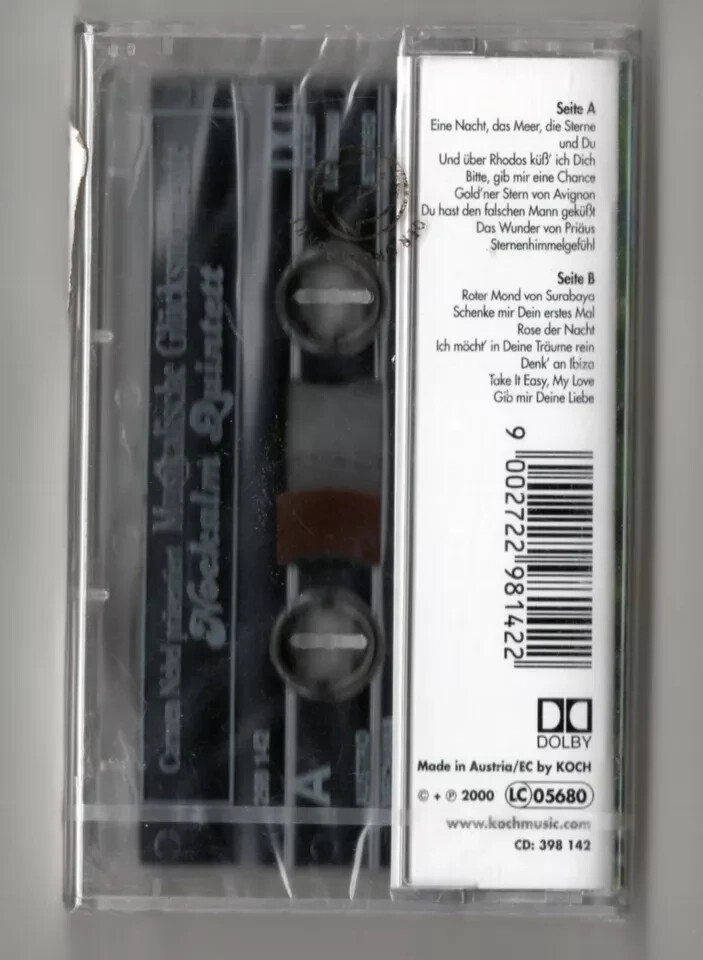 Seite A
Eine Nacht, das Meer, die Sterne
und Du
Und über Rhodos küß' ich Dich
Bitte, gib mir eine Chance
Gold'ner Stern von Avignon
Du hast den falschen Mann geküßt
Das Wunder von Priäus
Sternenhimmelgefühl
Seite B
Roter Mond von Surabaya
Schenke mir Dein erstes Mal
Rose der Nacht
Ich möcht' in Deine Träume rein
Denk' an Ibiza
Take It Easy, My Love
Gib mir Deine Liebe
9 002722 981422
DOLBY
Made in Austria/EC by KOCH
© + ℗ 2000 LC 05680
www.kochmusic.com
CD: 398 142
Nockalm Quintett
A